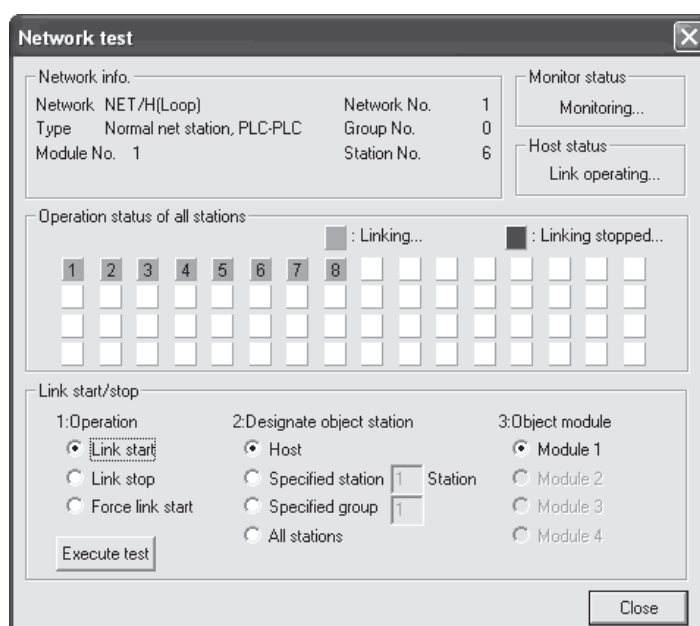 Network test
Network info.
Network NET/H(Loop)
Type Normal net station, PLC-PLC
Module No. 1
Network No. 1
Group No. 0
Station No. 6
Monitor status
Monitoring...
Host status
Link operating...
Operation status of all stations
: Linking...
: Linking stopped...
1 2 3 4 5 6 7 8
Link start/stop
1:Operation
Link start
Link stop
Force link start
Execute test
2:Designate object station
Host
Specified station 1 Station
Specified group 1
All stations
3:Object module
Module 1
Module 2
Module 3
Module 4
Close